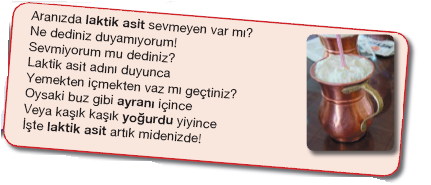 Aranızda laktik asit sevmeyen var mı?
Ne dediniz duyamıyorum!
Sevmiyorum mu dediniz?
Laktik asit adını duyunca
Yemekten içmekten vaz mı geçtiniz?
Oysaki buz gibi ayranı içince
Veya kaşık kaşık yoğurdu yiyince
İşte laktik asit artık midenizde!